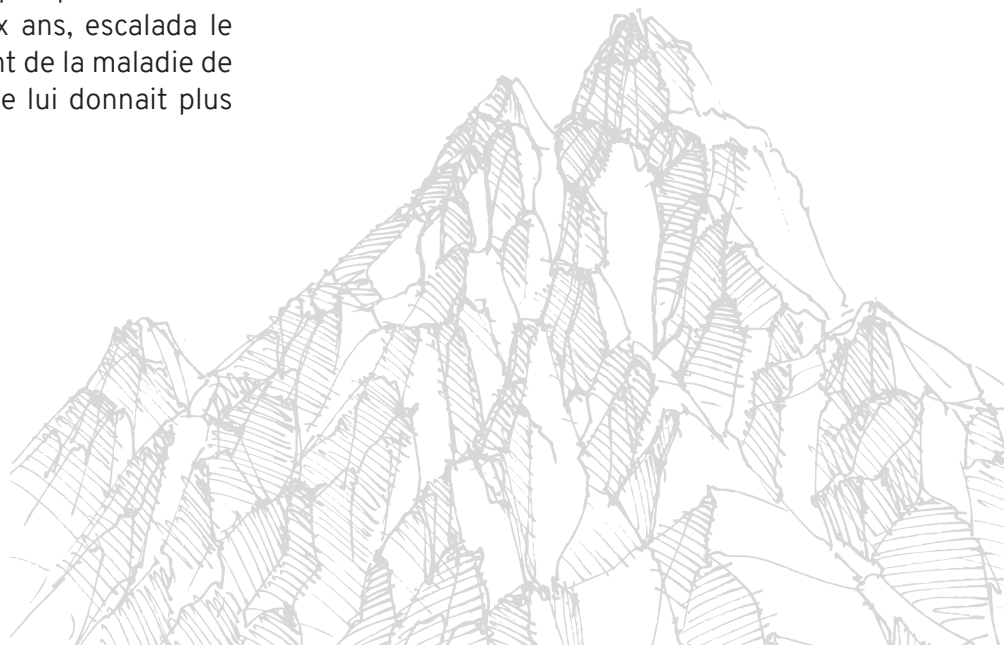 x ans, escalada le
nt de la maladie de
e lui donnait plus